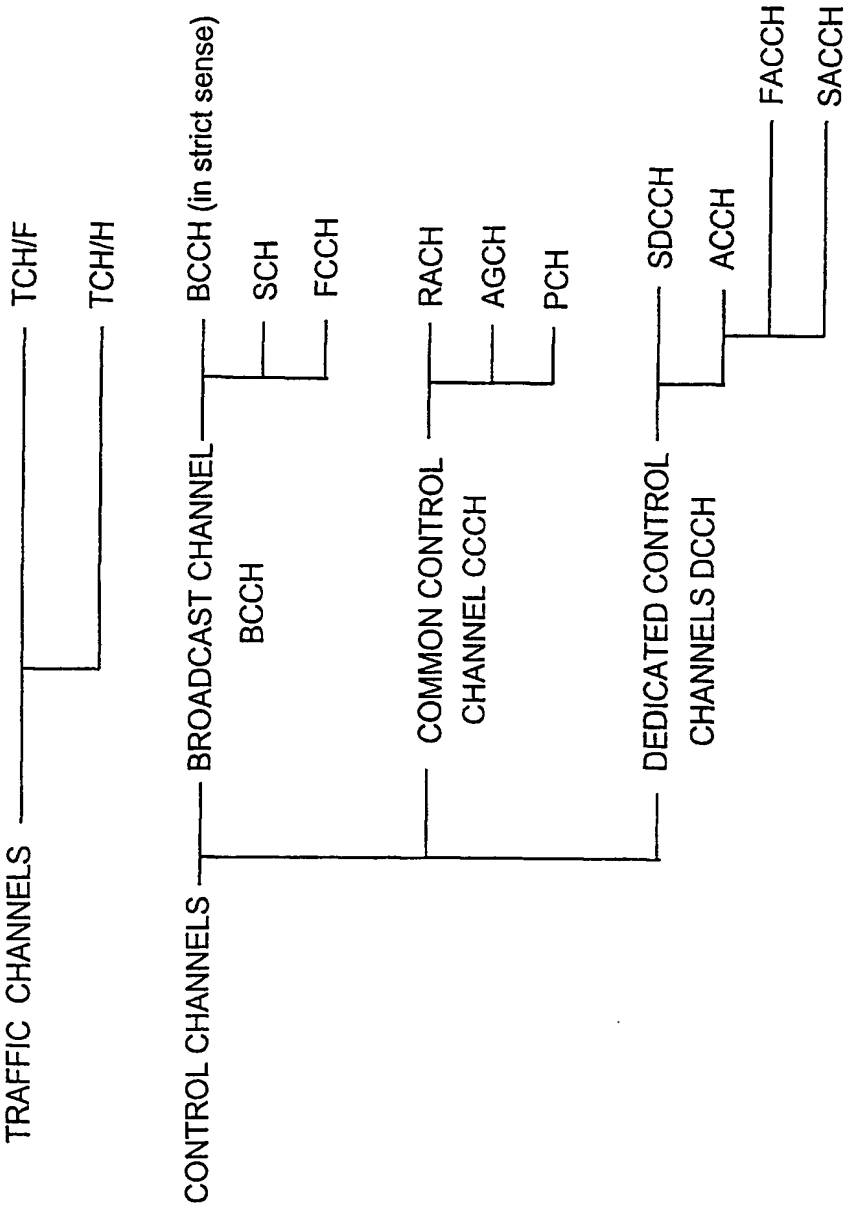 TRAFFIC CHANNELS
TCH/F
TCH/H
CONTROL CHANNELS
BROADCAST CHANNEL
BCCH
BCCH (in strict sense)
SCH
FCCH
COMMON CONTROL
CHANNEL CCCH
RACH
AGCH
PCH
DEDICATED CONTROL
CHANNELS DCCH
SDCCH
ACCH
FACCH
SACCH